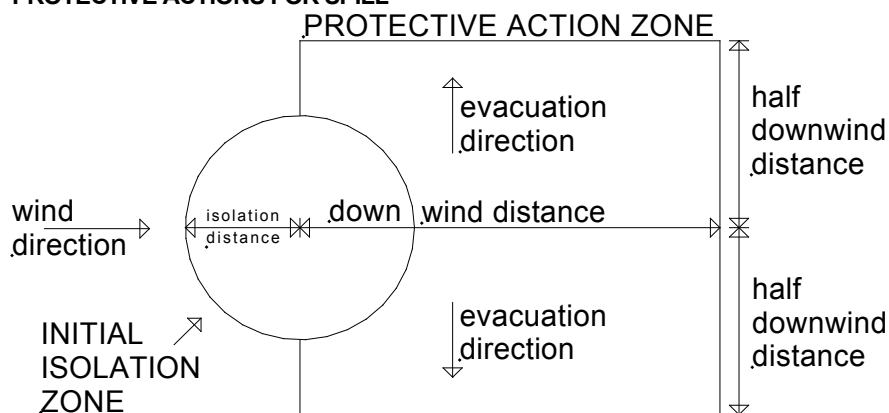 PROTECTIVE ACTIONS FOR SPILL
PROTECTIVE ACTION ZONE
evacuation
direction
half
downwind
distance
wind
direction
isolation
distance
down wind distance
INITIAL
ISOLATION
ZONE
evacuation
direction
half
downwind
distance